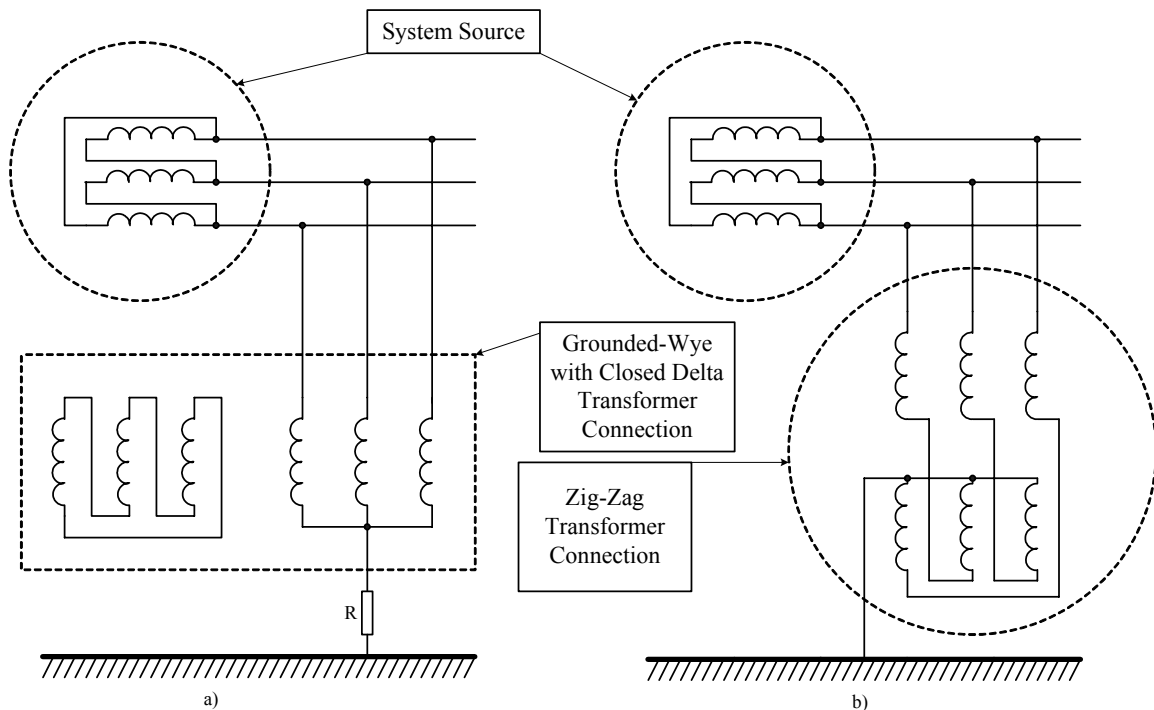 System Source
Grounded-Wye
with Closed Delta
Transformer
Connection
Zig-Zag
Transformer
Connection
R
a)
b)